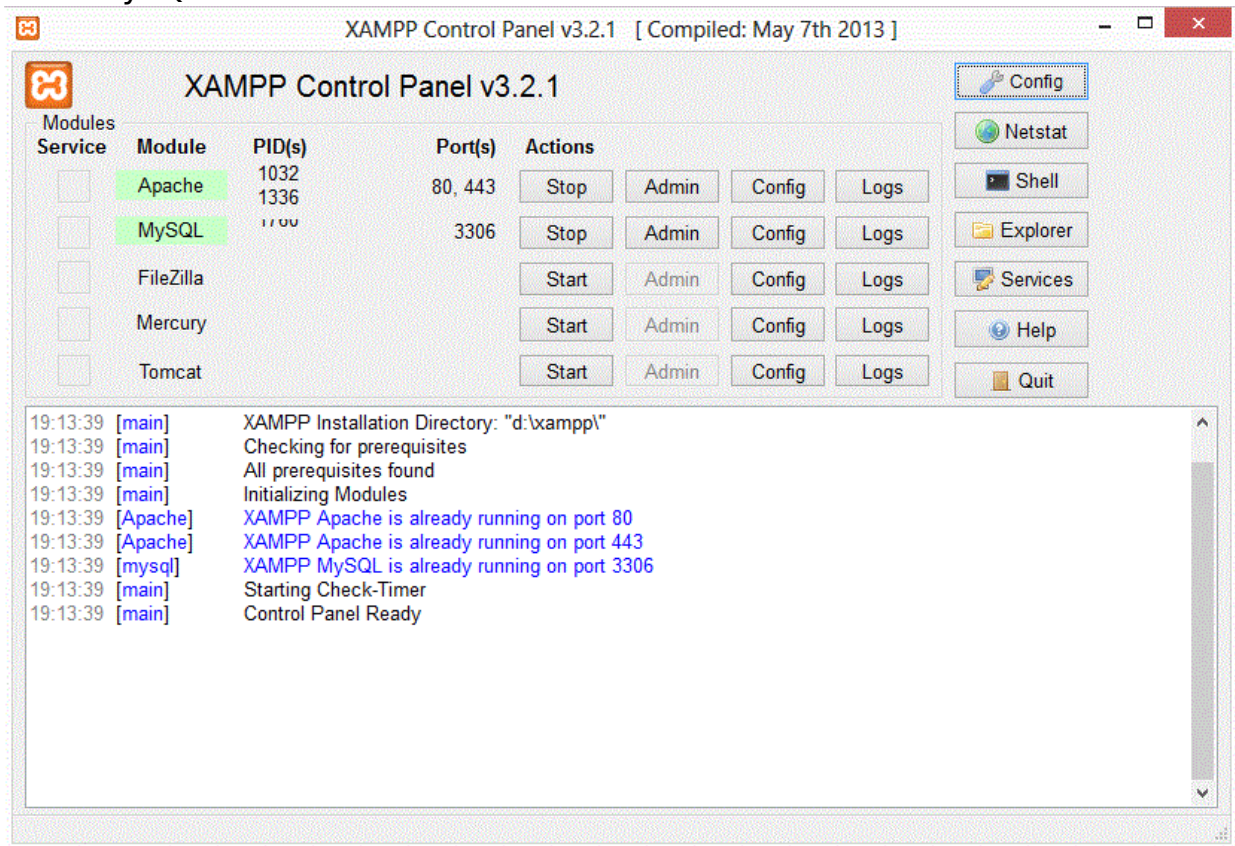 XAMPP Control Panel v3.2.1 [ Compiled: May 7th 2013 ]
XAMPP Control Panel v3.2.1
Config
Netstat
Shell
Explorer
Services
Help
Quit
Modules
Service Module PID(s) Port(s) Actions
Apache 1032 1336 80, 443 Stop Admin Config Logs
MySQL 3306 Stop Admin Config Logs
FileZilla Start Admin Config Logs
Mercury Start Admin Config Logs
Tomcat Start Admin Config Logs
19:13:39 [main] XAMPP Installation Directory: "d:\xampp\"
19:13:39 [main] Checking for prerequisites
19:13:39 [main] All prerequisites found
19:13:39 [main] Initializing Modules
19:13:39 [Apache] XAMPP Apache is already running on port 80
19:13:39 [Apache] XAMPP Apache is already running on port 443
19:13:39 [mysql] XAMPP MySQL is already running on port 3306
19:13:39 [main] Starting Check-Timer
19:13:39 [main] Control Panel Ready